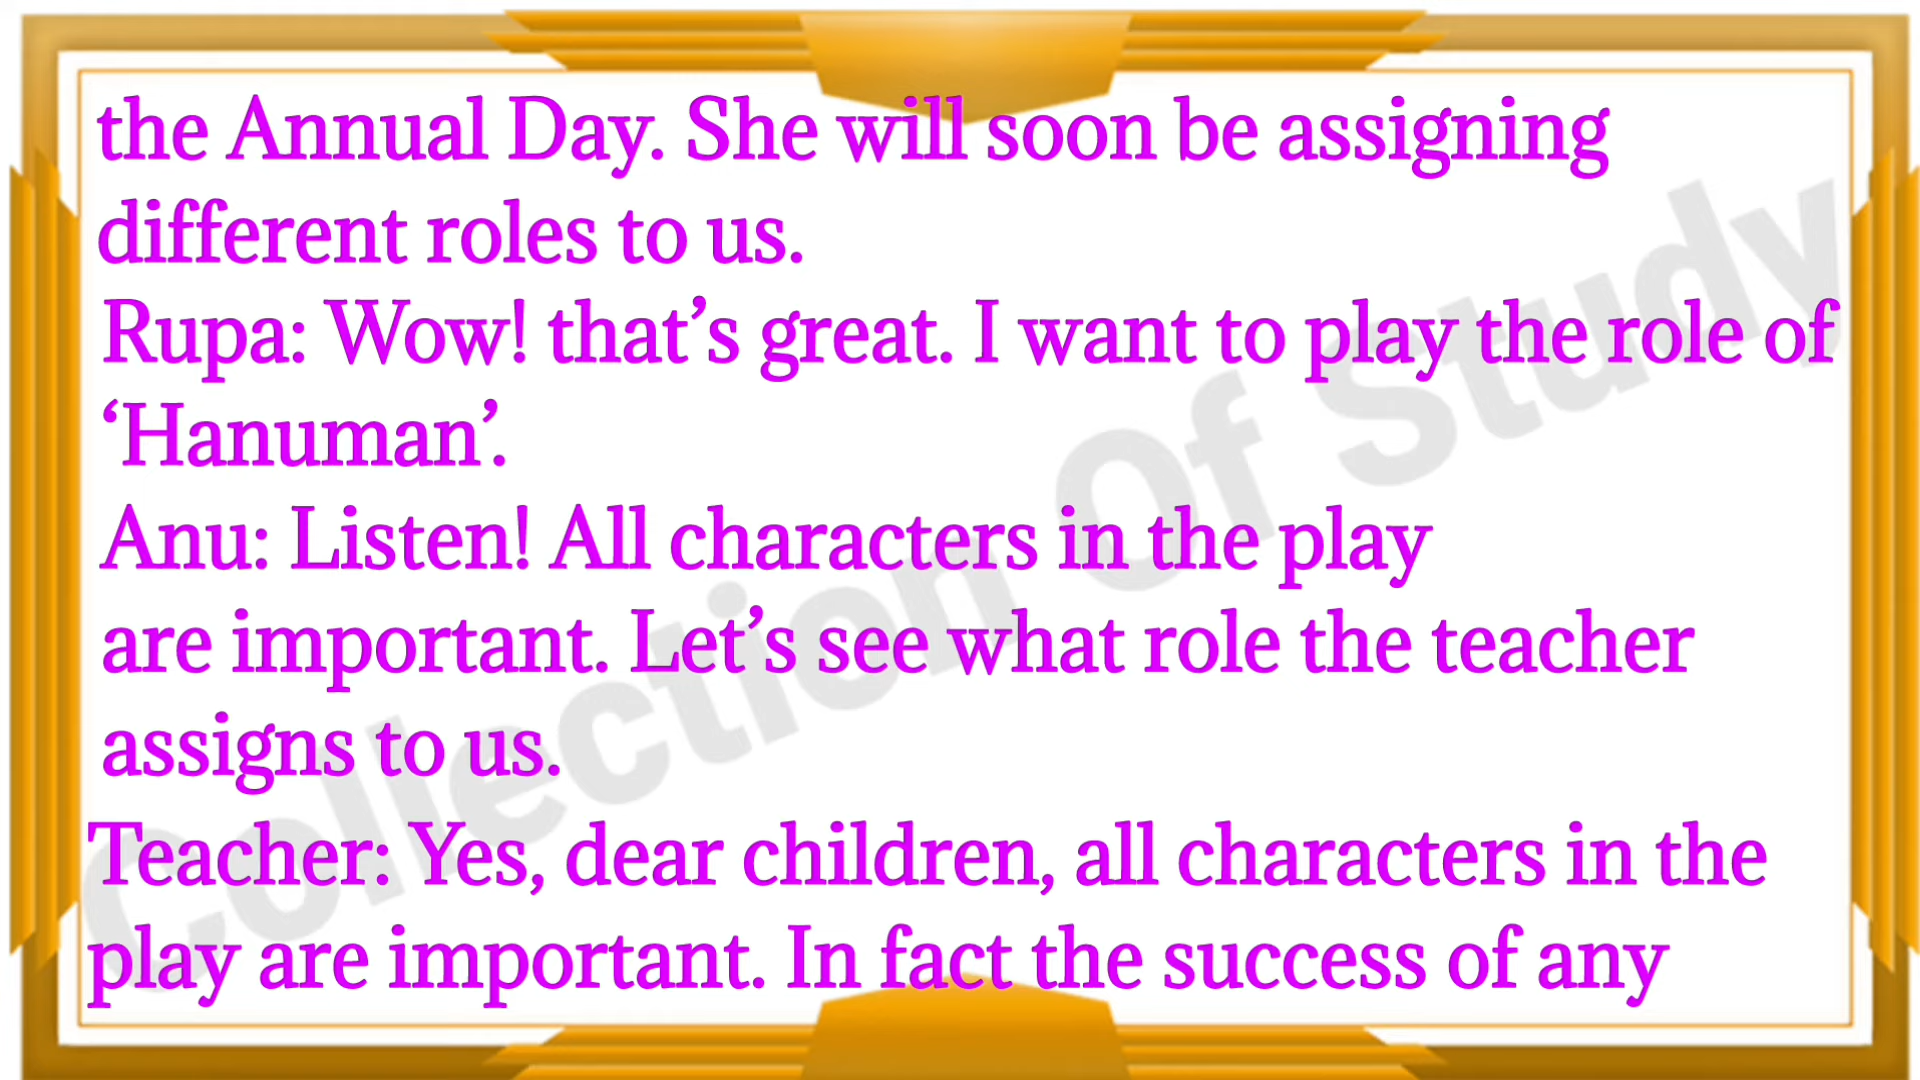 the Annual Day. She will soon be assigning
different roles to us.
Rupa: Wow! that’s great. I want to play the role of
‘Hanuman’.
Anu: Listen! All characters in the play
are important. Let’s see what role the teacher
assigns to us.
Teacher: Yes, dear children, all characters in the
play are important. In fact the success of any
Collection Of Study